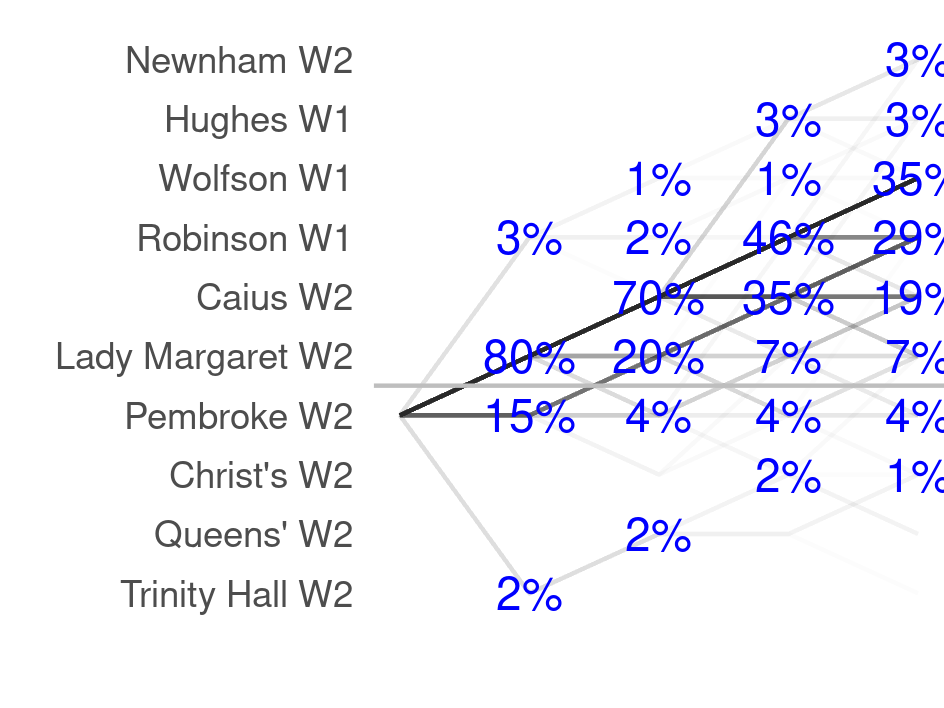 Newnham W2 3%
Hughes W1 3% 3%
Wolfson W1 1% 1% 35%
Robinson W1 3% 2% 46% 29%
Caius W2 70% 35% 19%
Lady Margaret W2 80% 20% 7% 7%
Pembroke W2 15% 4% 4% 4%
Christ's W2 2% 1%
Queens' W2 2%
Trinity Hall W2 2%